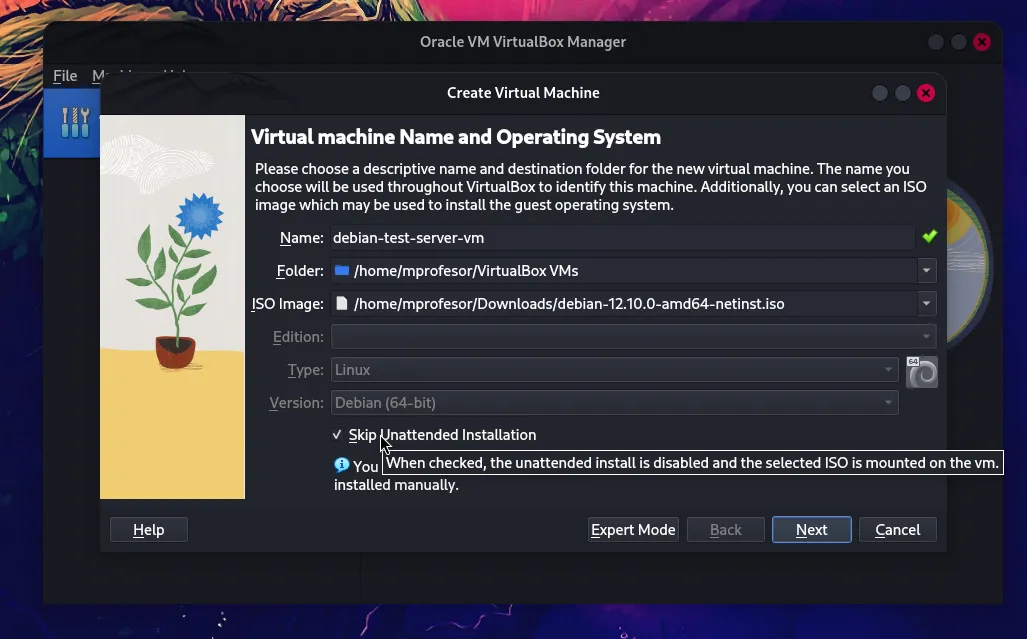 Oracle VM VirtualBox Manager
File
Create Virtual Machine
Virtual machine Name and Operating System
Please choose a descriptive name and destination folder for the new virtual machine. The name you
choose will be used throughout VirtualBox to identify this machine. Additionally, you can select an ISO
image which may be used to install the guest operating system.
Name: debian-test-server-vm
Folder: /home/mprofesor/VirtualBox VMs
ISO Image: /home/mprofesor/Downloads/debian-12.10.0-amd64-netinst.iso
Edition:
Type: Linux
64
Version: Debian (64-bit)
Skip Unattended Installation
You
When checked, the unattended install is disabled and the selected ISO is mounted on the vm.
installed manually.
Help Expert Mode Back Next Cancel